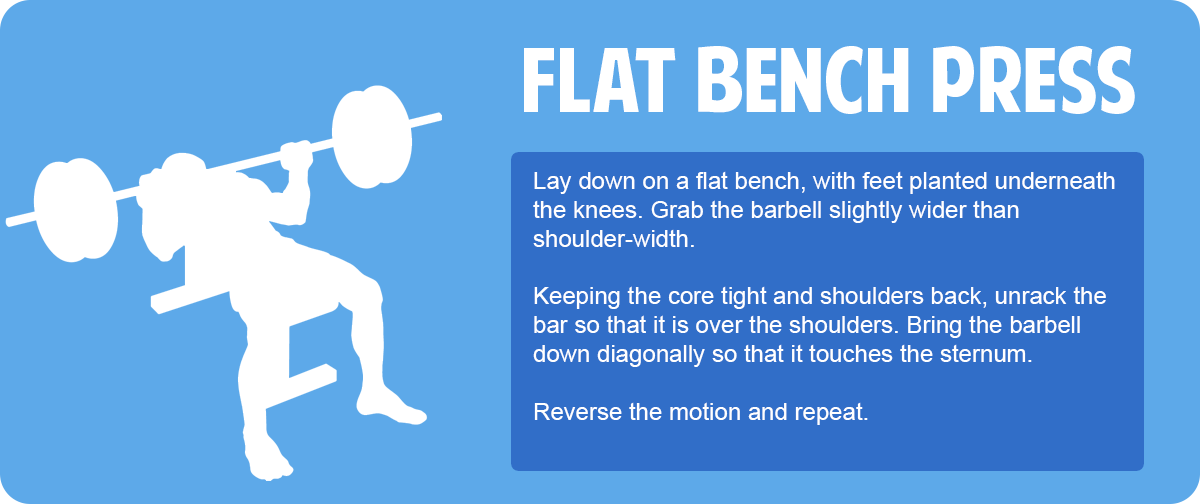 FLAT BENCH PRESS
Lay down on a flat bench, with feet planted underneath
the knees. Grab the barbell slightly wider than
shoulder-width.
Keeping the core tight and shoulders back, unrack the
bar so that it is over the shoulders. Bring the barbell
down diagonally so that it touches the sternum.
Reverse the motion and repeat.